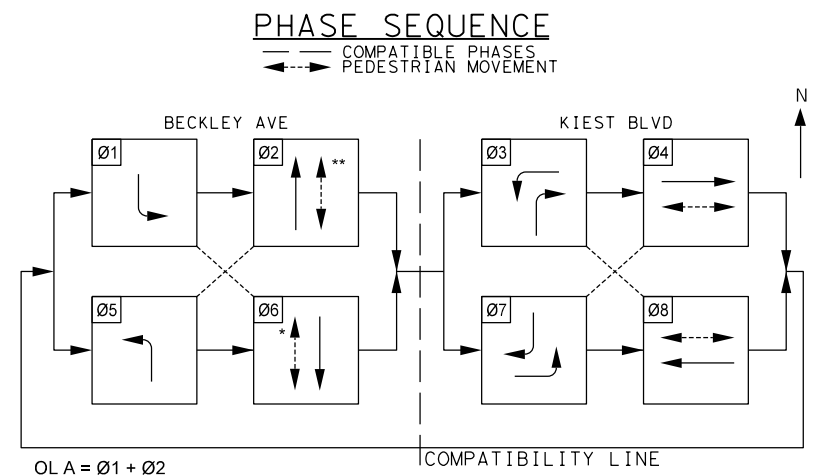 PHASE SEQUENCE
COMPATIBLE PHASES
PEDESTRIAN MOVEMENT
N
BECKLEY AVE
KIEST BLVD
Ø1
Ø2
**
Ø3
Ø4
Ø5
Ø6
*
Ø7
Ø8
COMPATIBILITY LINE
OL A = Ø1 + Ø2